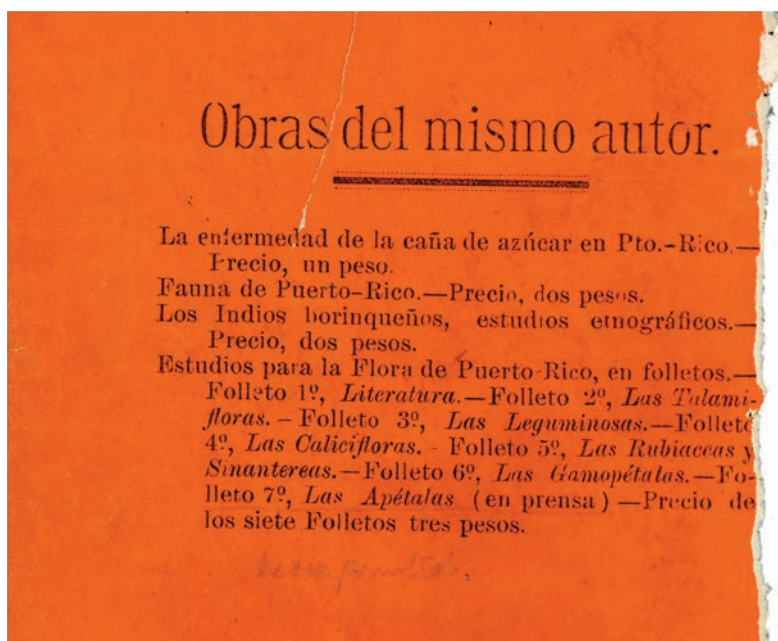 Obras del mismo autor.
La enfermedad de la caña de azúcar en Pto.-Rico.—
Precio, un peso.
Fauna de Puerto-Rico.—Precio, dos pesos.
Los Indios borinqueños, estudios etnográficos.—
Precio, dos pesos.
Estudios para la Flora de Puerto-Rico, en folletos.—
Folleto 1º, Literatura.—Folleto 2º, Las Talami-
floras. – Folleto 3º, Las Leguminosas.—Folleto
4º, Las Calicifloras. - Folleto 5º, Las Rubiaceas y
Sinantereas.—Folleto 6º, Las Gamopétalas.—Fo-
lleto 7º, Las Apétalas (en prensa) —Precio de
los siete Folletos tres pesos.